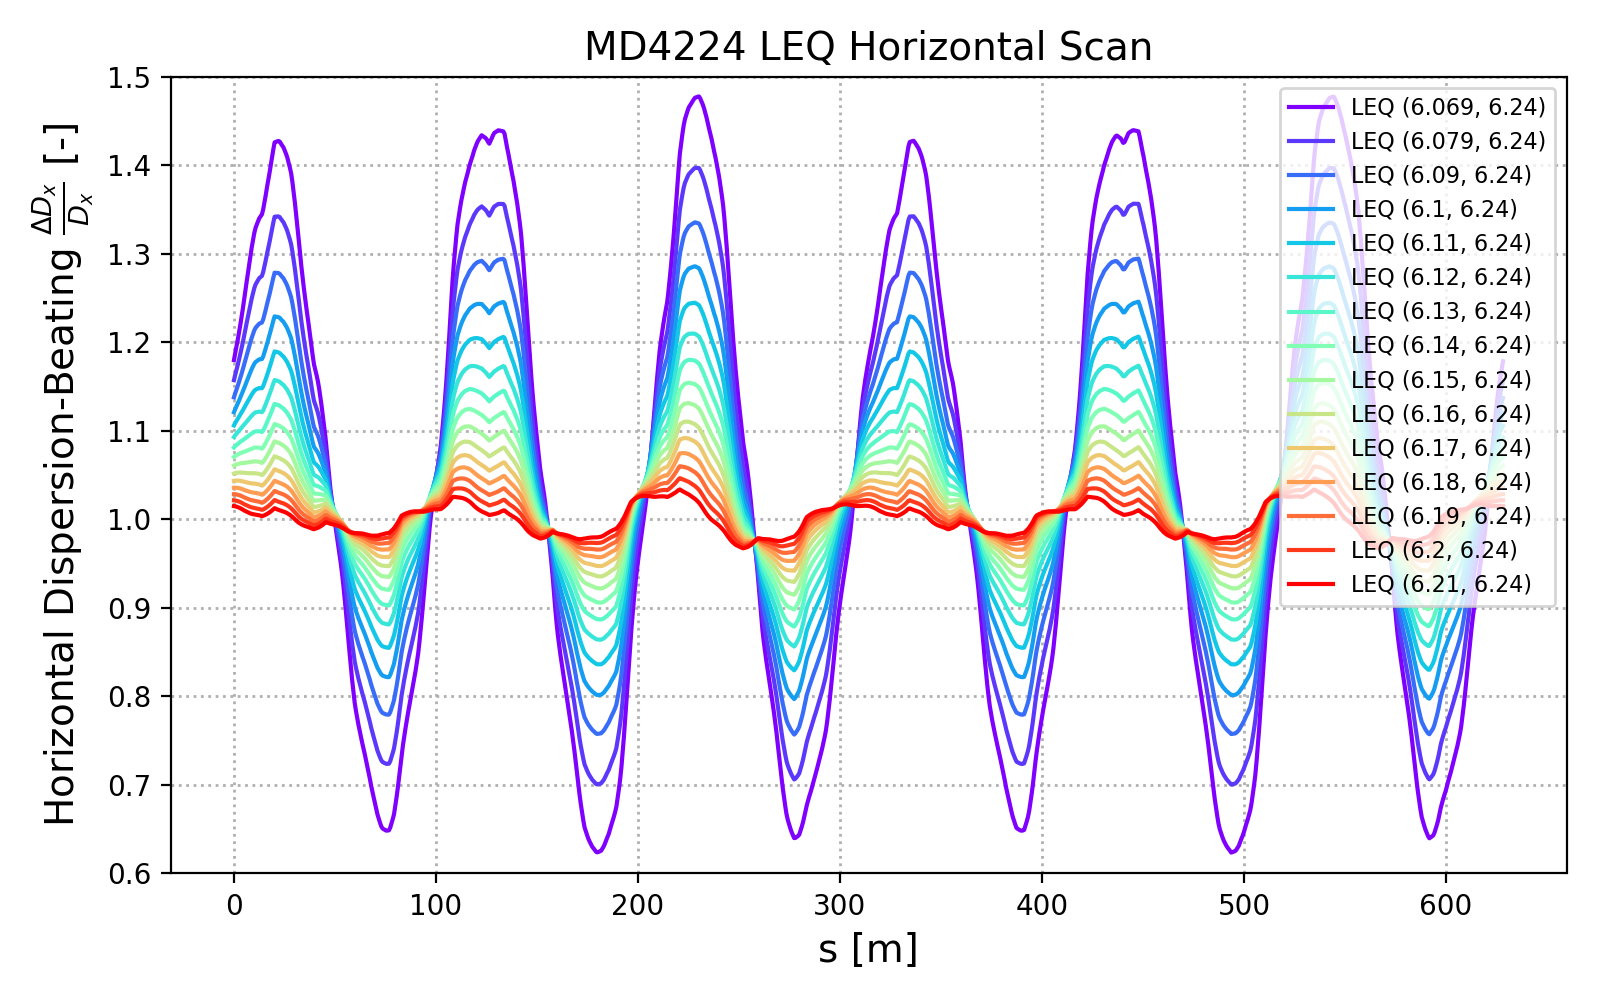 MD4224 LEQ Horizontal Scan
Horizontal Dispersion-Beating ΔD_x/D_x [-]
1.5
1.4
1.3
1.2
1.1
1.0
0.9
0.8
0.7
0.6
LEQ (6.069, 6.24)
LEQ (6.079, 6.24)
LEQ (6.09, 6.24)
LEQ (6.1, 6.24)
LEQ (6.11, 6.24)
LEQ (6.12, 6.24)
LEQ (6.13, 6.24)
LEQ (6.14, 6.24)
LEQ (6.15, 6.24)
LEQ (6.16, 6.24)
LEQ (6.17, 6.24)
LEQ (6.18, 6.24)
LEQ (6.19, 6.24)
LEQ (6.2, 6.24)
LEQ (6.21, 6.24)
0 100 200 300 400 500 600
s [m]